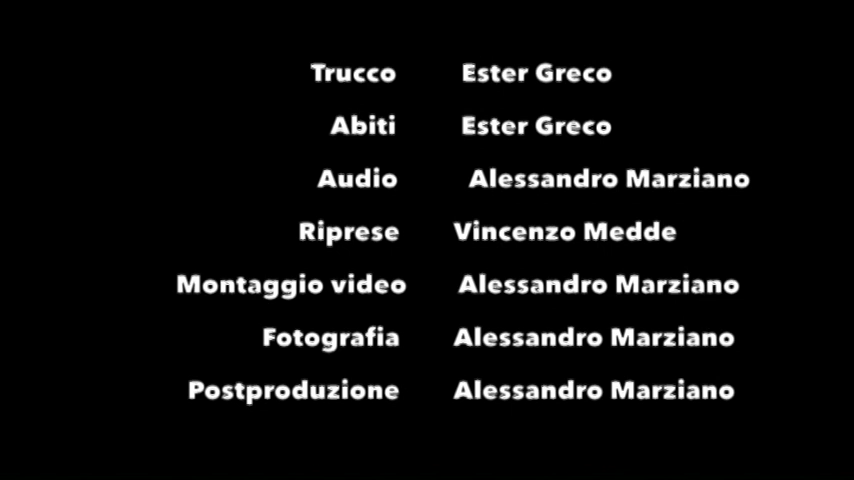 Trucco Ester Greco
Abiti Ester Greco
Audio Alessandro Marziano
Riprese Vincenzo Medde
Montaggio video Alessandro Marziano
Fotografia Alessandro Marziano
Postproduzione Alessandro Marziano